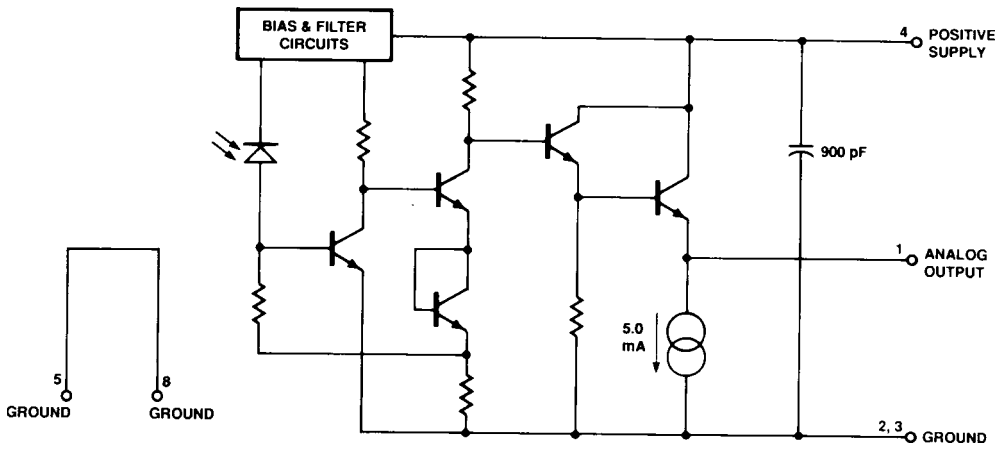 BIAS & FILTER
CIRCUITS
4
POSITIVE
SUPPLY
900 pF
1
ANALOG
OUTPUT
5.0
mA
5
8
GROUND
GROUND
2, 3
GROUND